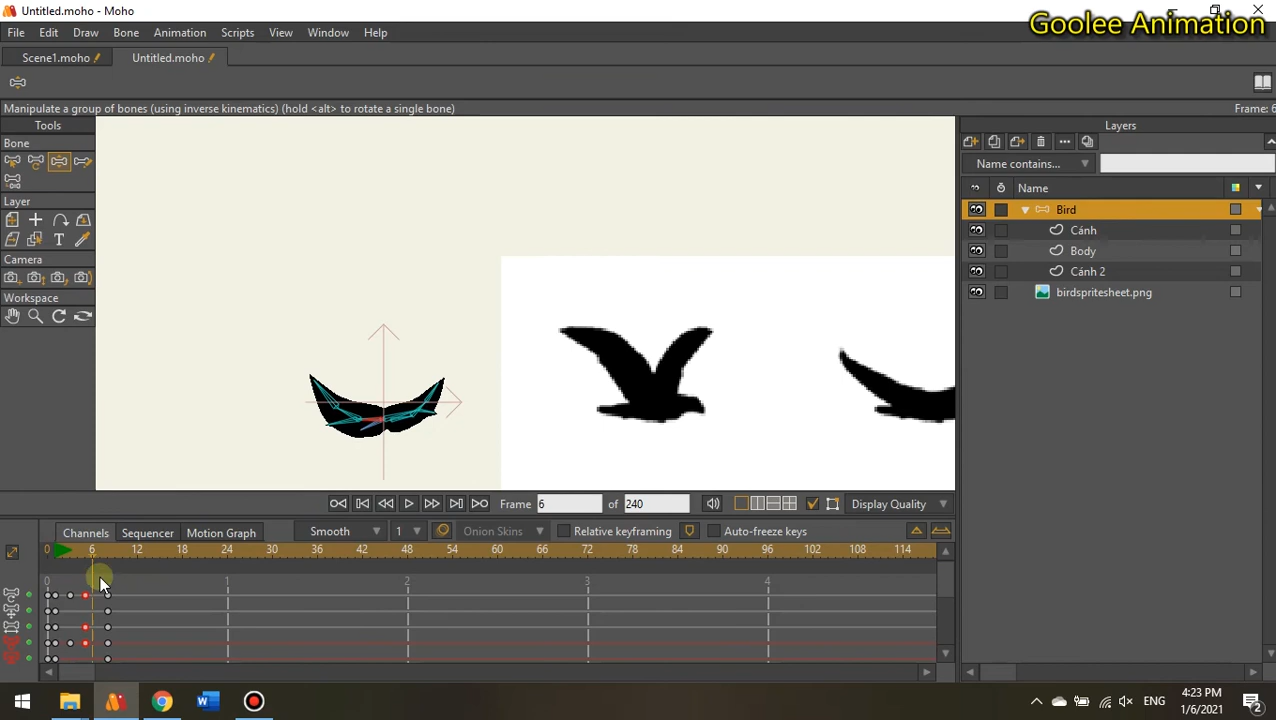 Untitled.moho - Moho
Goolee Animation
File Edit Draw Bone Animation Scripts View Window Help
Scene1.moho Untitled.moho
Manipulate a group of bones (using inverse kinematics) (hold <alt> to rotate a single bone)
Frame: 6
Tools
Bone
Layer
Camera
Workspace
Layers
Name contains...
Name
Bird
Cánh
Body
Cánh 2
birdspritesheet.png
Frame 6 of 240 Display Quality
Channels Sequencer Motion Graph Smooth 1 Onion Skins Relative keyframing Auto-freeze keys
0 6 12 18 24 30 36 42 48 54 60 66 72 78 84 90 96 102 108 114
0 1 2 3 4
ENG
4:23 PM
1/6/2021
2